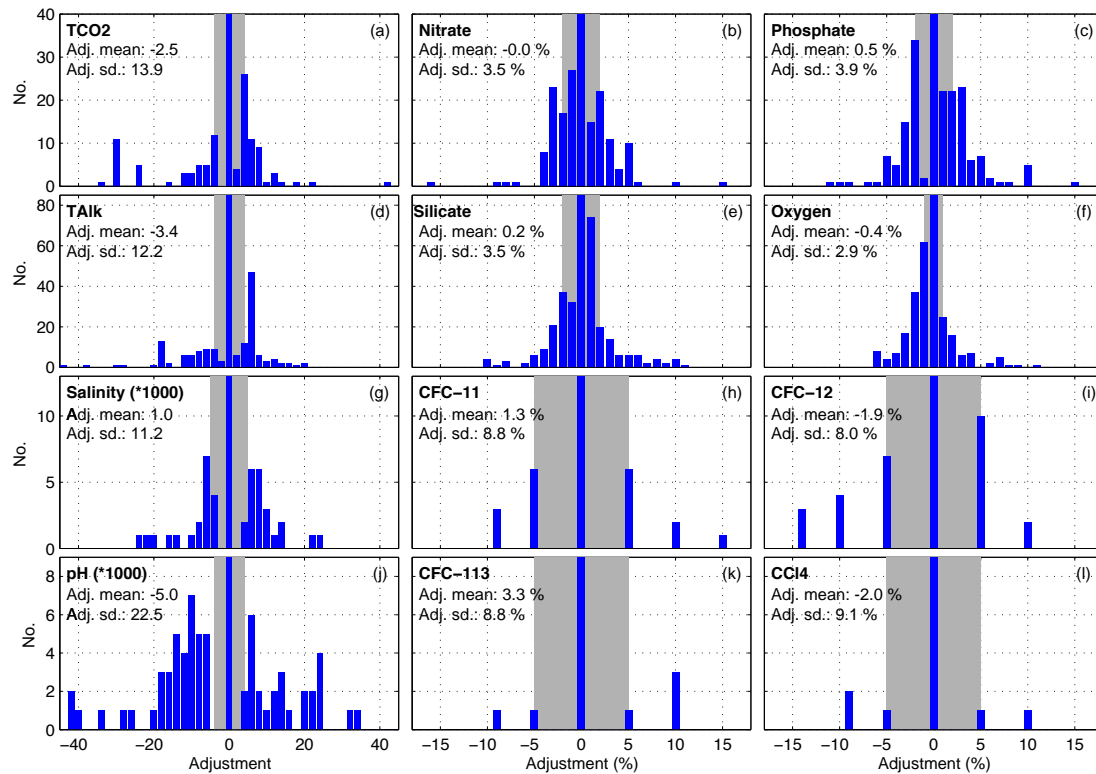 TCO2 (a)
Adj. mean: -2.5
Adj. sd.: 13.9
Nitrate (b)
Adj. mean: -0.0 %
Adj. sd.: 3.5 %
Phosphate (c)
Adj. mean: 0.5 %
Adj. sd.: 3.9 %
No.
40
30
20
10
0
TAlk (d)
Adj. mean: -3.4
Adj. sd.: 12.2
Silicate (e)
Adj. mean: 0.2 %
Adj. sd.: 3.5 %
Oxygen (f)
Adj. mean: -0.4 %
Adj. sd.: 2.9 %
No.
80
60
40
20
0
Salinity (*1000) (g)
Adj. mean: 1.0
Adj. sd.: 11.2
CFC−11 (h)
Adj. mean: 1.3 %
Adj. sd.: 8.8 %
CFC−12 (i)
Adj. mean: -1.9 %
Adj. sd.: 8.0 %
No.
10
5
0
pH (*1000) (j)
Adj. mean: -5.0
Adj. sd.: 22.5
CFC−113 (k)
Adj. mean: 3.3 %
Adj. sd.: 8.8 %
CCl4 (l)
Adj. mean: -2.0 %
Adj. sd.: 9.1 %
No.
8
6
4
2
0
−40 −20 0 20 40
−15 −10 −5 0 5 10 15
−15 −10 −5 0 5 10 15
Adjustment
Adjustment (%)
Adjustment (%)